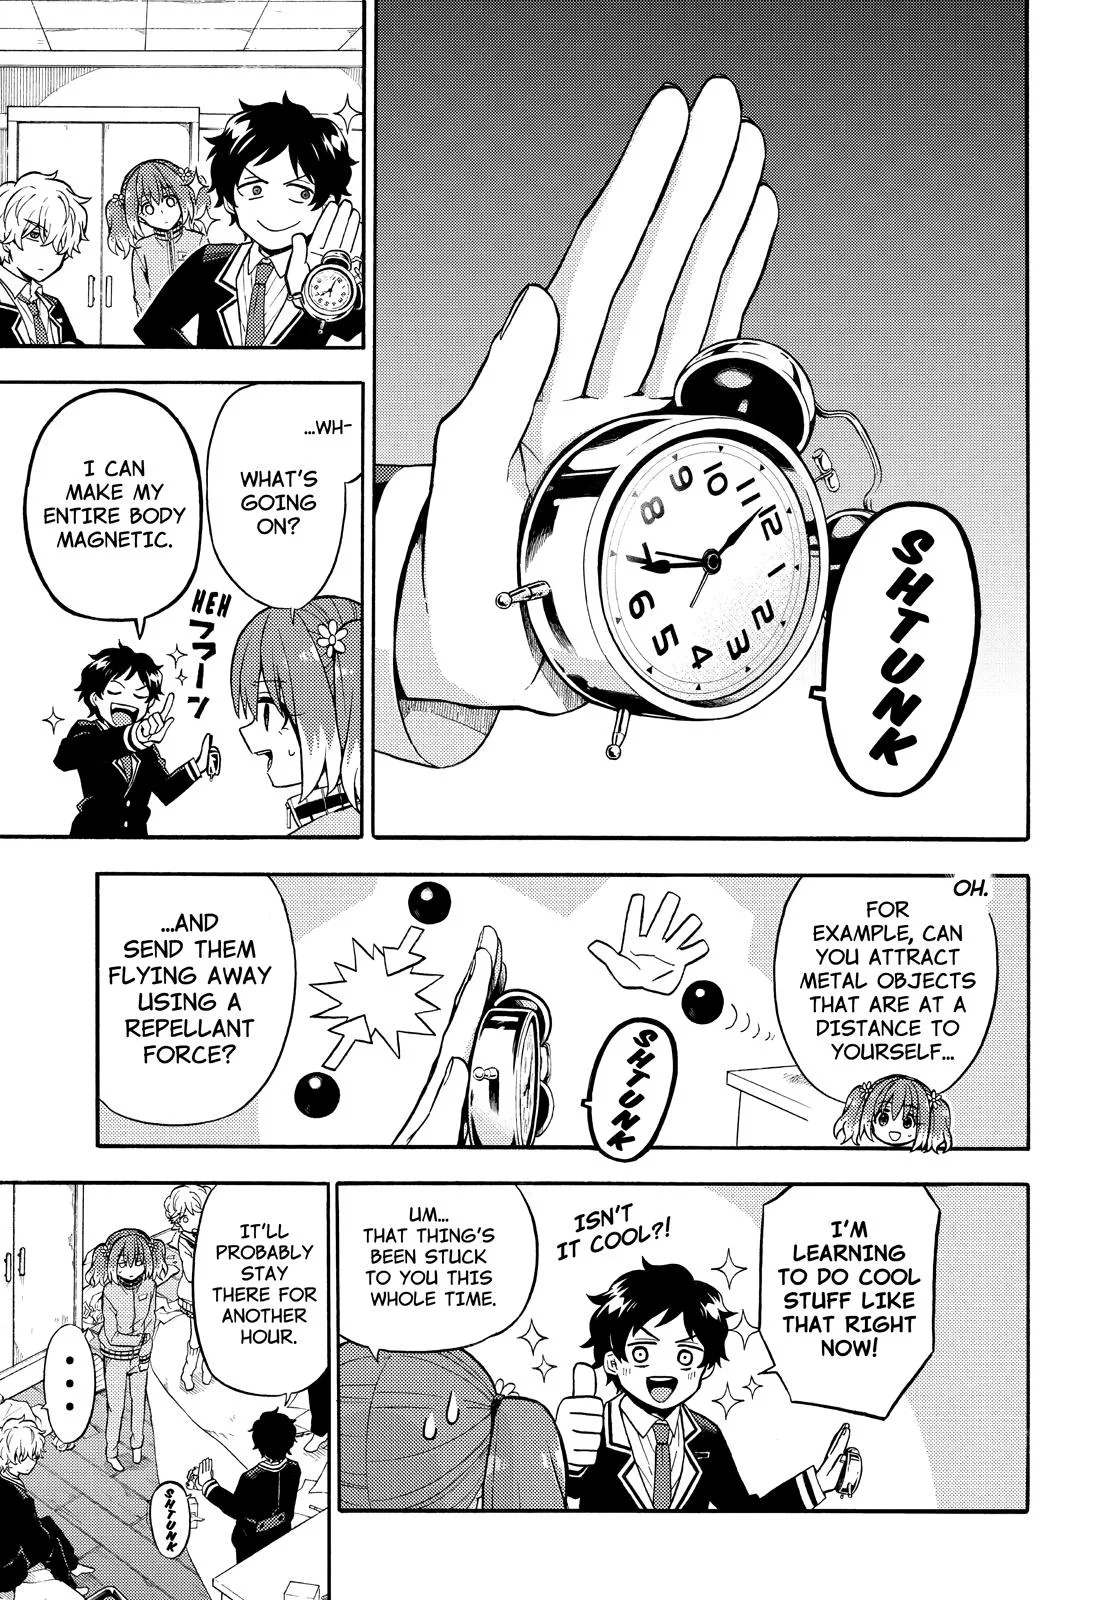 SHTUNK
10
11
12
1
2
3
4
5
6
8
9
...WH-
WHAT'S
GOING
ON?
I CAN
MAKE MY
ENTIRE BODY
MAGNETIC.
HEH
フフーン
OH.
FOR
EXAMPLE, CAN
YOU ATTRACT
METAL OBJECTS
THAT ARE AT A
DISTANCE TO
YOURSELF...
SHTUNK
...AND
SEND THEM
FLYING AWAY
USING A
REPELLANT
FORCE?
I'M
LEARNING
TO DO COOL
STUFF LIKE
THAT RIGHT
NOW!
ISN'T
IT COOL?!
UM...
THAT THING'S
BEEN STUCK
TO YOU THIS
WHOLE TIME.
IT'LL
PROBABLY
STAY
THERE FOR
ANOTHER
HOUR.
...
SHTUNK